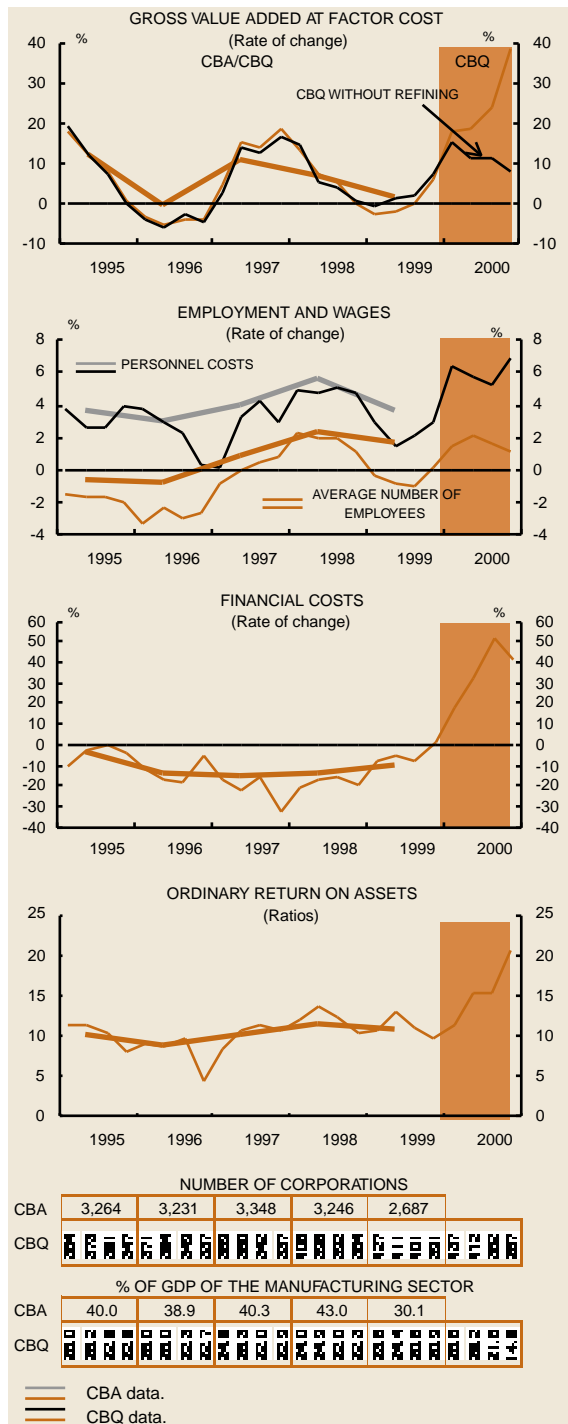 GROSS VALUE ADDED AT FACTOR COST
(Rate of change)
% %
CBA/CBQ CBQ
CBQ WITHOUT REFINING
40 40
30 30
20 20
10 10
0 0
-10 -10
1995 1996 1997 1998 1999 2000
EMPLOYMENT AND WAGES
(Rate of change)
% %
PERSONNEL COSTS
AVERAGE NUMBER OF
EMPLOYEES
8 8
6 6
4 4
2 2
0 0
-2 -2
-4 -4
1995 1996 1997 1998 1999 2000
FINANCIAL COSTS
(Rate of change)
% %
60 60
50 50
40 40
30 30
20 20
10 10
0 0
-10 -10
-20 -20
-30 -30
-40 -40
1995 1996 1997 1998 1999 2000
ORDINARY RETURN ON ASSETS
(Ratios)
25 25
20 20
15 15
10 10
5 5
0 0
1995 1996 1997 1998 1999 2000
NUMBER OF CORPORATIONS
CBA 3,264 3,231 3,348 3,246 2,687
CBQ
% OF GDP OF THE MANUFACTURING SECTOR
CBA 40.0 38.9 40.3 43.0 30.1
CBQ
CBA data.
CBQ data.